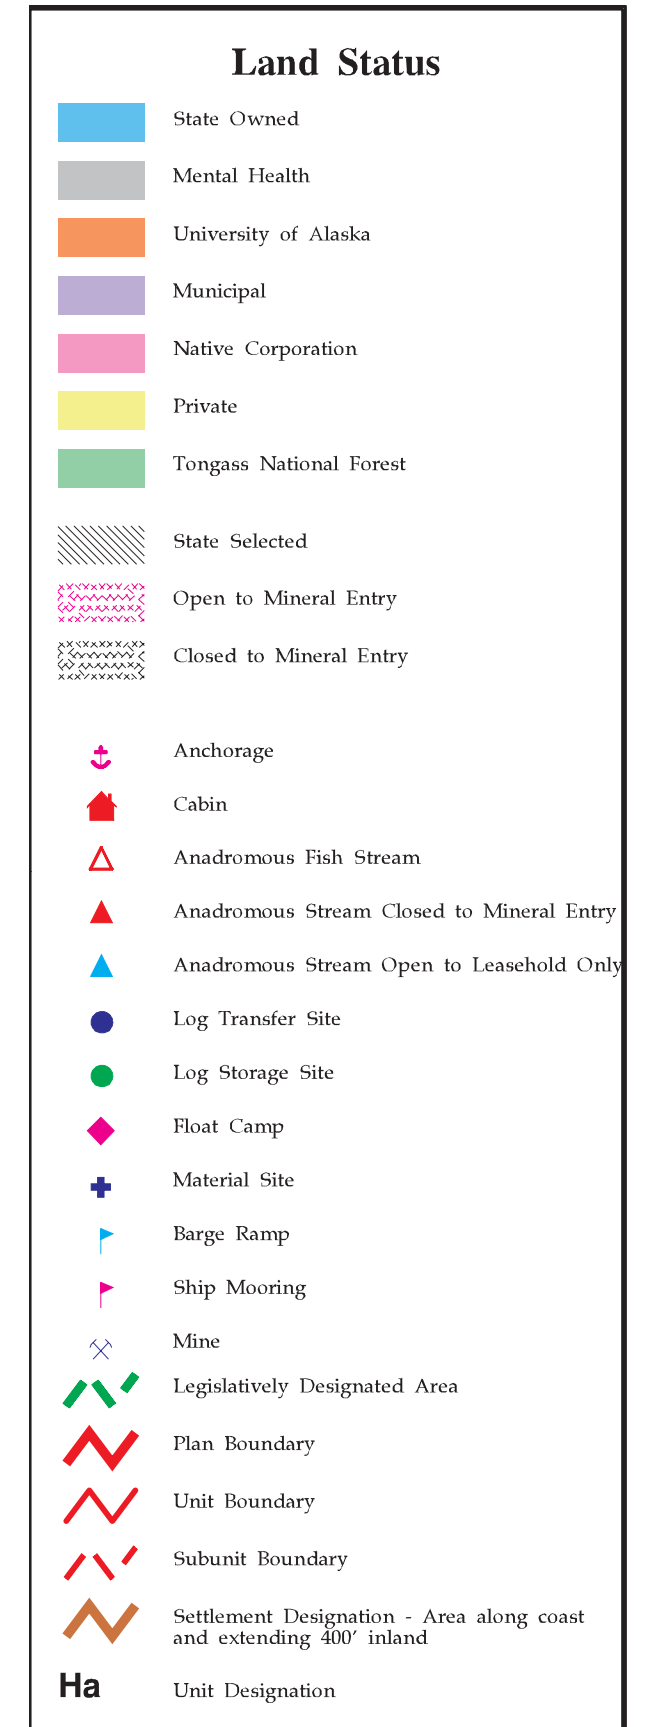 Land Status
State Owned
Mental Health
University of Alaska
Municipal
Native Corporation
Private
Tongass National Forest
State Selected
Open to Mineral Entry
Closed to Mineral Entry
Anchorage
Cabin
Anadromous Fish Stream
Anadromous Stream Closed to Mineral Entry
Anadromous Stream Open to Leasehold Only
Log Transfer Site
Log Storage Site
Float Camp
Material Site
Barge Ramp
Ship Mooring
Mine
Legislatively Designated Area
Plan Boundary
Unit Boundary
Subunit Boundary
Settlement Designation - Area along coast
and extending 400′ inland
Ha Unit Designation